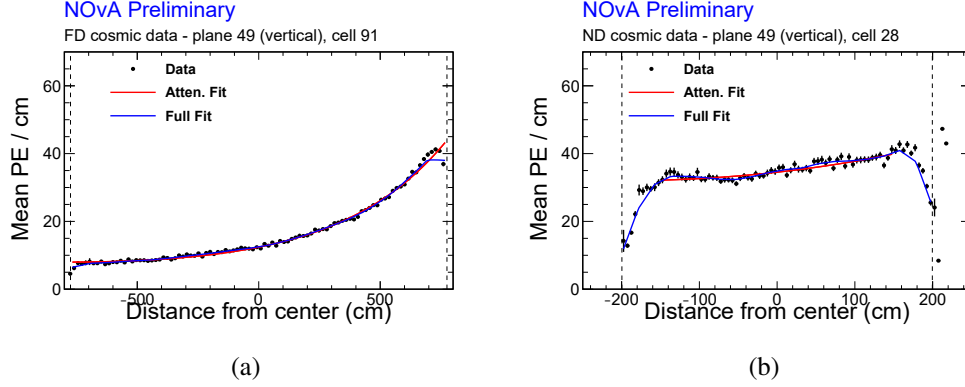 NOvA Preliminary
FD cosmic data - plane 49 (vertical), cell 91
Data
Atten. Fit
Full Fit
Mean PE / cm
60
40
20
0
−500
0
500
Distance from center (cm)
(a)
NOvA Preliminary
ND cosmic data - plane 49 (vertical), cell 28
Data
Atten. Fit
Full Fit
Mean PE / cm
60
40
20
0
−200
−100
0
100
200
Distance from center (cm)
(b)